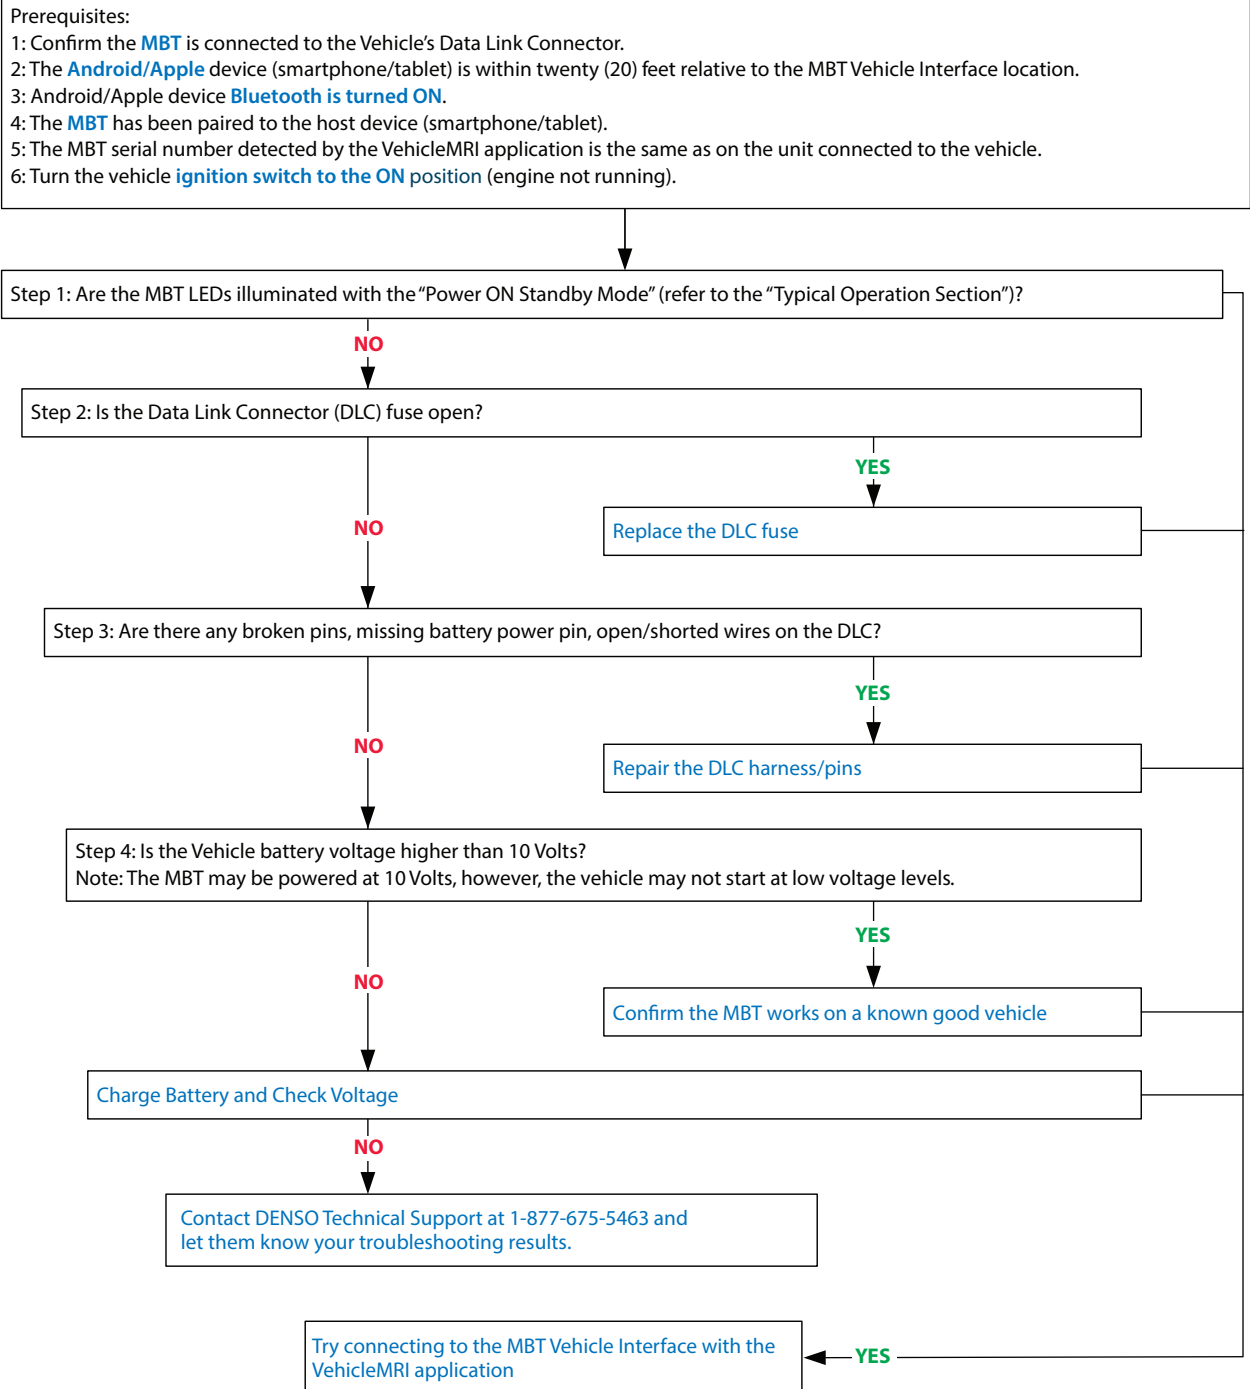 Prerequisites:
1: Confirm the MBT is connected to the Vehicle's Data Link Connector.
2: The Android/Apple device (smartphone/tablet) is within twenty (20) feet relative to the MBT Vehicle Interface location.
3: Android/Apple device Bluetooth is turned ON.
4: The MBT has been paired to the host device (smartphone/tablet).
5: The MBT serial number detected by the VehicleMRI application is the same as on the unit connected to the vehicle.
6: Turn the vehicle ignition switch to the ON position (engine not running).
Step 1: Are the MBT LEDs illuminated with the “Power ON Standby Mode” (refer to the “Typical Operation Section”)?
NO
Step 2: Is the Data Link Connector (DLC) fuse open?
YES
NO
Replace the DLC fuse
Step 3: Are there any broken pins, missing battery power pin, open/shorted wires on the DLC?
YES
NO
Repair the DLC harness/pins
Step 4: Is the Vehicle battery voltage higher than 10 Volts?
Note: The MBT may be powered at 10 Volts, however, the vehicle may not start at low voltage levels.
YES
NO
Confirm the MBT works on a known good vehicle
Charge Battery and Check Voltage
NO
Contact DENSO Technical Support at 1-877-675-5463 and
let them know your troubleshooting results.
Try connecting to the MBT Vehicle Interface with the
VehicleMRI application
YES